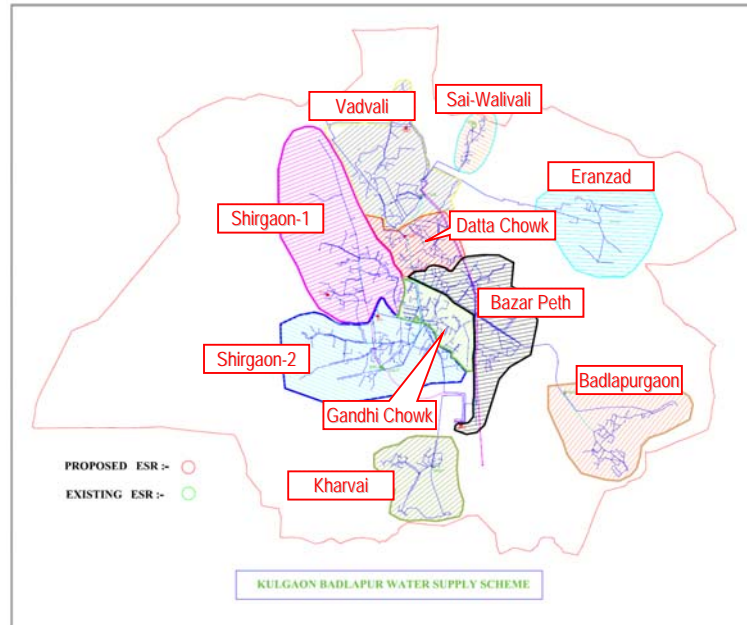 Vadvali
Sai-Walivali
Eranzad
Shirgaon-1
Datta Chowk
Bazar Peth
Shirgaon-2
Badlapurgaon
Gandhi Chowk
Kharvai
PROPOSED ESR :-
EXISTING ESR :-
KULGAON BADLAPUR WATER SUPPLY SCHEME